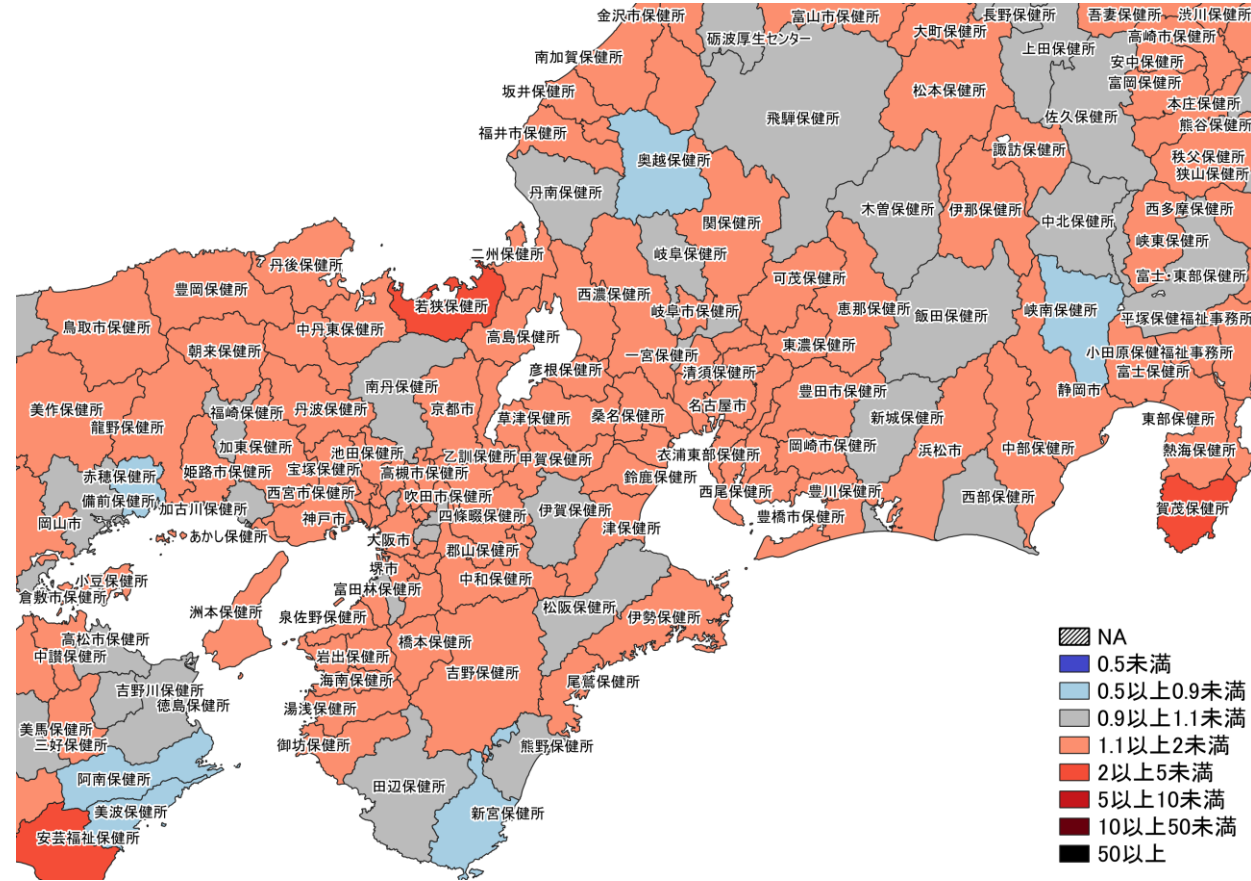 金沢市保健所
富山市保健所
長野保健所
吾妻保健所
渋川保健所
砺波厚生センター
大町保健所
高崎市保健所
南加賀保健所
上田保健所
安中保健所
坂井保健所
松本保健所
富岡保健所
本庄保健所
飛騨保健所
佐久保健所
熊谷保健所
福井市保健所
諏訪保健所
奥越保健所
秩父保健所
狭山保健所
丹南保健所
木曽保健所
伊那保健所
西多摩保健所
関保健所
中北保健所
峡東保健所
二州保健所
岐阜保健所
丹後保健所
可茂保健所
富士・東部保健所
豊岡保健所
西濃保健所
若狭保健所
恵那保健所
岐阜市保健所
飯田保健所
峡南保健所
平塚保健福祉事務所
鳥取市保健所
中丹東保健所
高島保健所
東濃保健所
朝来保健所
一宮保健所
小田原保健福祉事務所
彦根保健所
清須保健所
富士保健所
南丹保健所
豊田市保健所
静岡市
美作保健所
福崎保健所
丹波保健所
京都市
桑名保健所
名古屋市
龍野保健所
草津保健所
新城保健所
東部保健所
加東保健所
池田保健所
岡崎市保健所
浜松市
中部保健所
乙訓保健所
甲賀保健所
衣浦東部保健所
熱海保健所
赤穂保健所
姫路市保健所
宝塚保健所
高槻市保健所
鈴鹿保健所
西宮市保健所
西尾保健所
豊川保健所
西部保健所
備前保健所
吹田市保健所
加古川保健所
伊賀保健所
賀茂保健所
岡山市
神戸市
四條畷保健所
豊橋市保健所
津保健所
あかし保健所
大阪市
郡山保健所
堺市
小豆保健所
中和保健所
富田林保健所
倉敷市保健所
洲本保健所
松阪保健所
泉佐野保健所
伊勢保健所
高松市保健所
橋本保健所
中讃保健所
岩出保健所
吉野保健所
海南保健所
尾鷲保健所
吉野川保健所
徳島保健所
湯浅保健所
美馬保健所
三好保健所
御坊保健所
熊野保健所
阿南保健所
田辺保健所
美波保健所
新宮保健所
安芸福祉保健所
NA
0.5未満
0.5以上0.9未満
0.9以上1.1未満
1.1以上2未満
2以上5未満
5以上10未満
10以上50未満
50以上